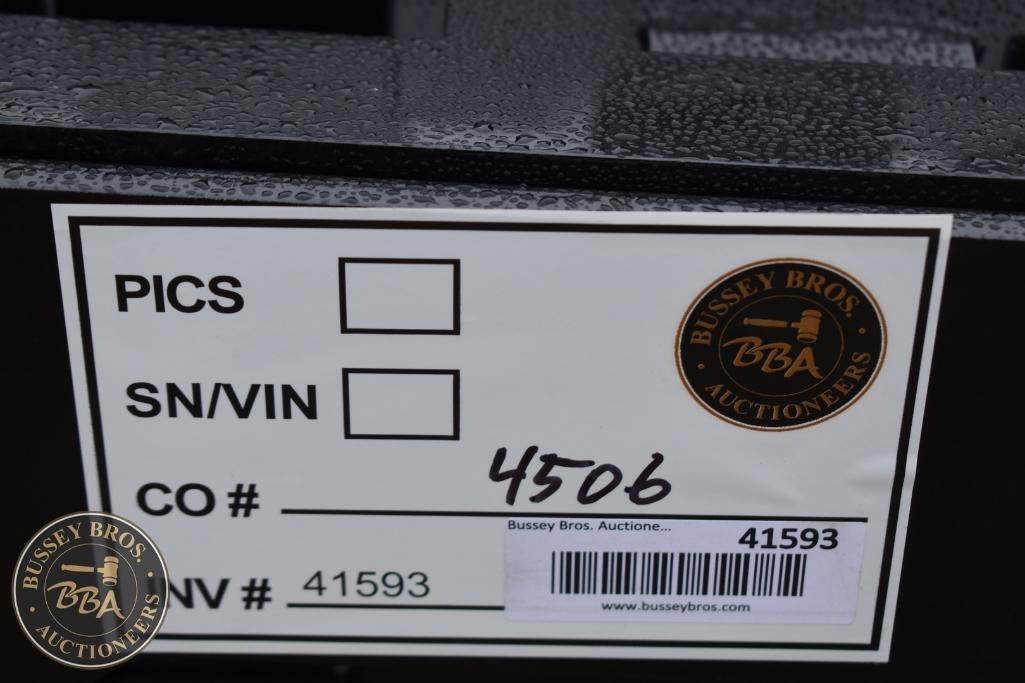 PICS
SN/VIN
CO # 4506
INV # 41593
BUSSEY BROS.
BBA
AUCTIONEERS
Bussey Bros. Auctione...
41593
www.busseybros.com
BUSSEY BROS.
BBA
AUCTIONEERS